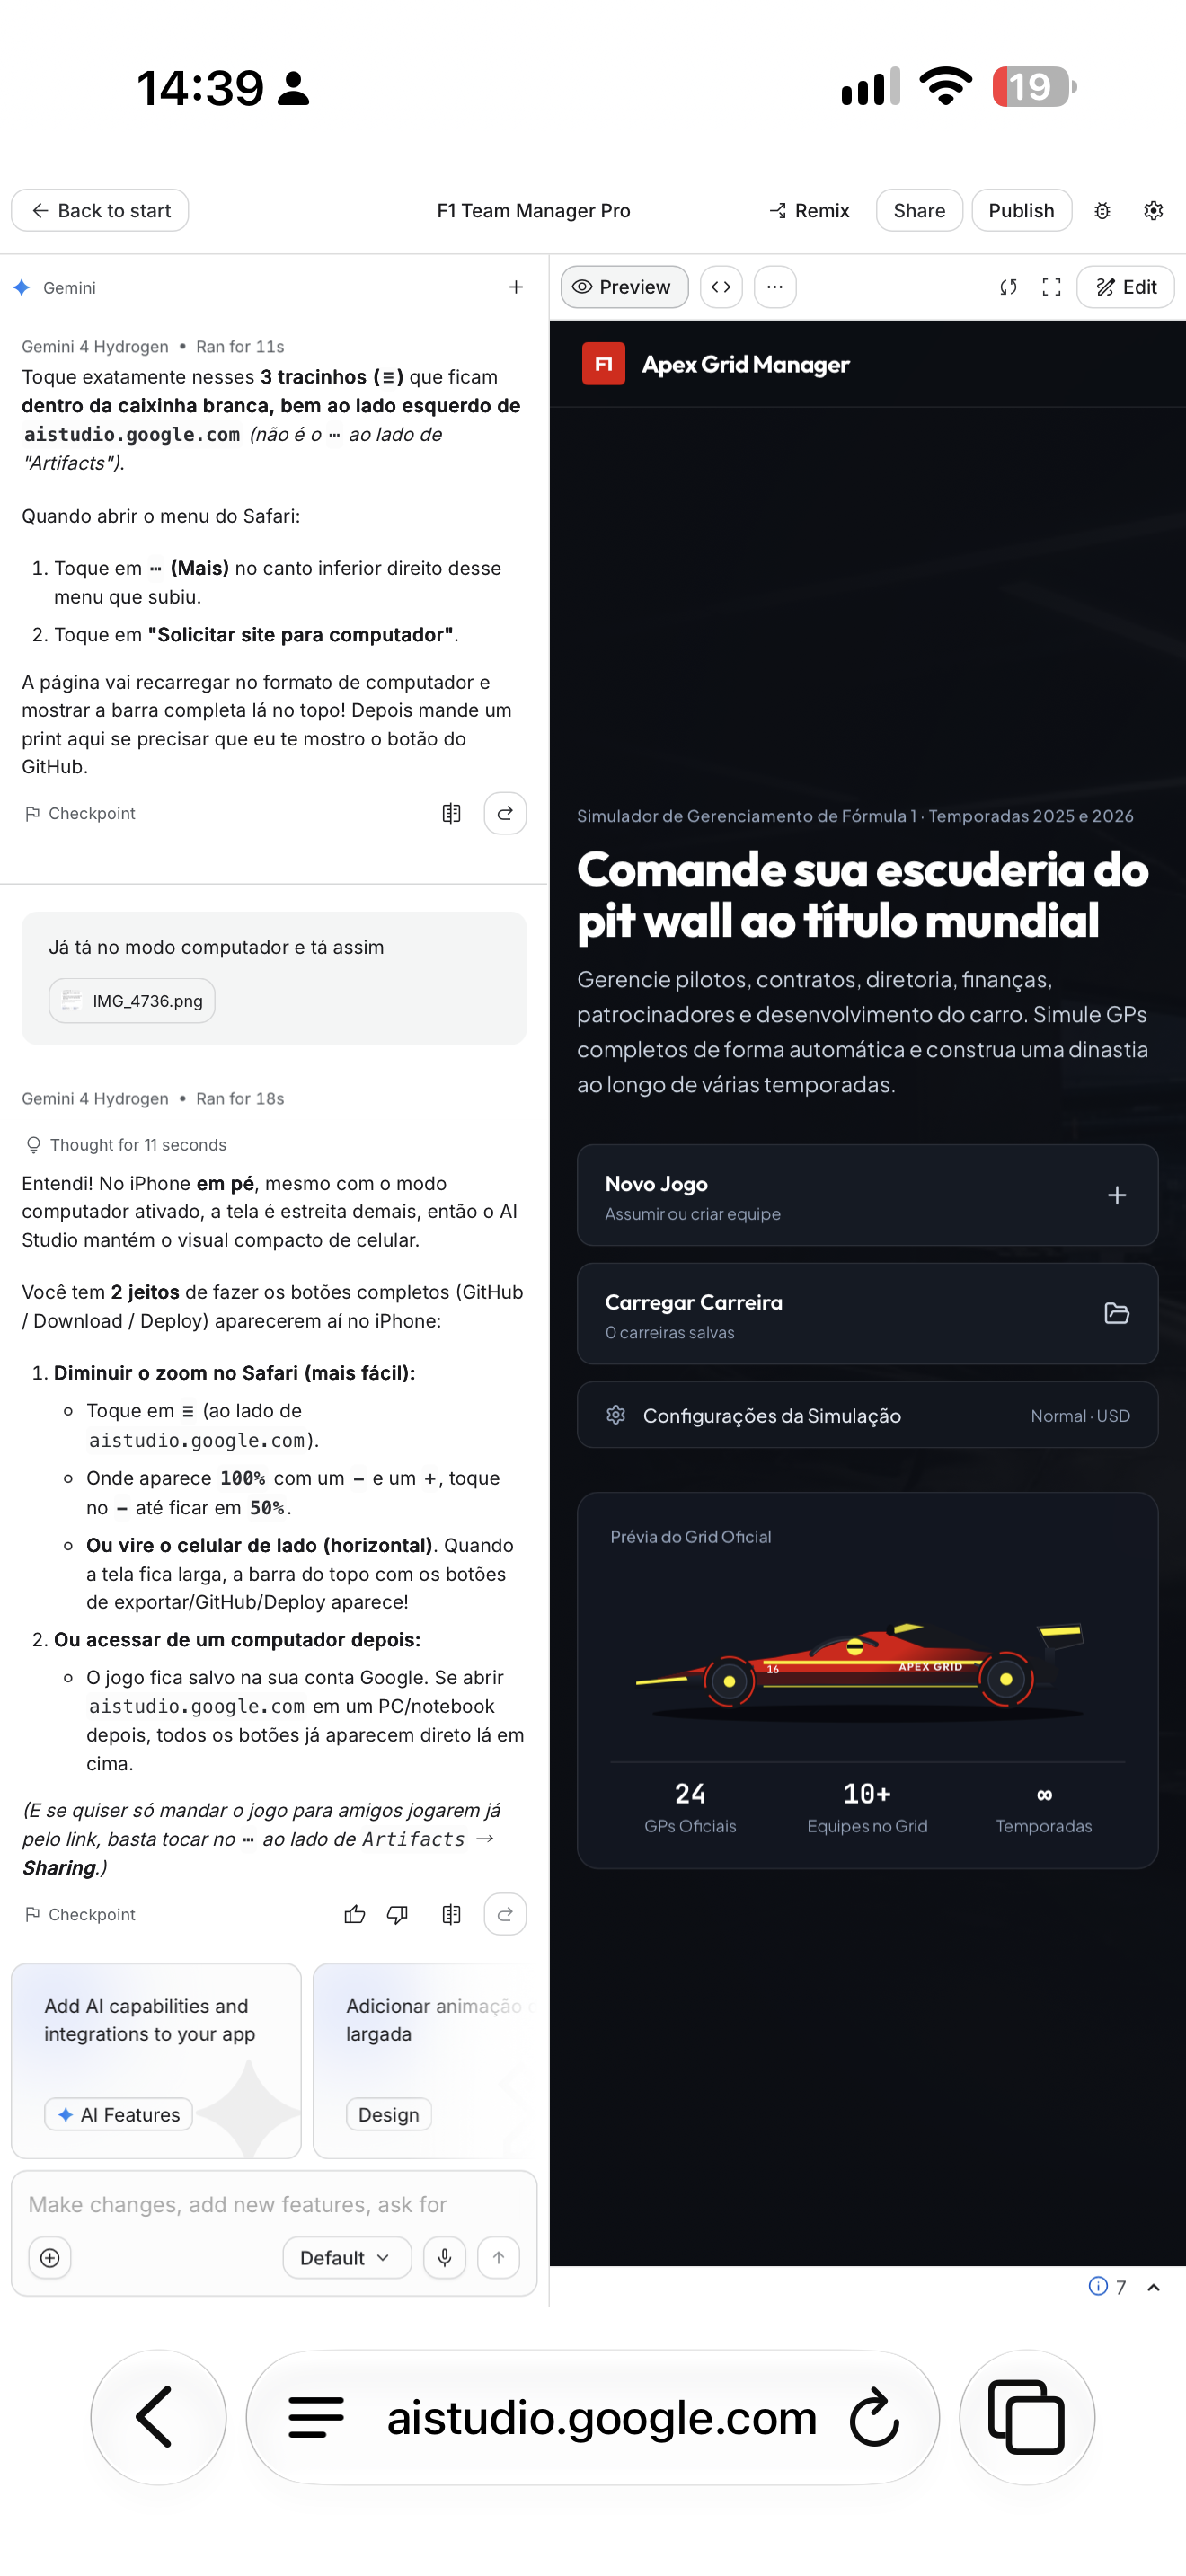 14:39
19
Back to start
F1 Team Manager Pro
Remix
Share
Publish
Gemini
Gemini 4 Hydrogen • Ran for 11s
Toque exatamente nesses 3 tracinhos (≡) que ficam
dentro da caixinha branca, bem ao lado esquerdo de
aistudio.google.com (não é o ⋯ ao lado de
"Artifacts").
Quando abrir o menu do Safari:
1. Toque em ⋯ (Mais) no canto inferior direito desse
menu que subiu.
2. Toque em "Solicitar site para computador".
A página vai recarregar no formato de computador e
mostrar a barra completa lá no topo! Depois mande um
print aqui se precisar que eu te mostro o botão do
GitHub.
Checkpoint
Já tá no modo computador e tá assim
IMG_4736.png
Gemini 4 Hydrogen • Ran for 18s
Thought for 11 seconds
Entendi! No iPhone em pé, mesmo com o modo
computador ativado, a tela é estreita demais, então o AI
Studio mantém o visual compacto de celular.
Você tem 2 jeitos de fazer os botões completos (GitHub
/ Download / Deploy) aparecerem aí no iPhone:
1. Diminuir o zoom no Safari (mais fácil):
Toque em ≡ (ao lado de
aistudio.google.com).
Onde aparece 100% com um − e um +, toque
no − até ficar em 50%.
Ou vire o celular de lado (horizontal). Quando
a tela fica larga, a barra do topo com os botões
de exportar/GitHub/Deploy aparece!
2. Ou acessar de um computador depois:
O jogo fica salvo na sua conta Google. Se abrir
aistudio.google.com em um PC/notebook
depois, todos os botões já aparecem direto lá em
cima.
(E se quiser só mandar o jogo para amigos jogarem já
pelo link, basta tocar no ⋯ ao lado de Artifacts →
Sharing.)
Checkpoint
Add AI capabilities and
integrations to your app
AI Features
Adicionar animação
largada
Design
Make changes, add new features, ask for
Default
Preview
Edit
F1
Apex Grid Manager
Simulador de Gerenciamento de Fórmula 1 · Temporadas 2025 e 2026
Comande sua escuderia do
pit wall ao título mundial
Gerencie pilotos, contratos, diretoria, finanças,
patrocinadores e desenvolvimento do carro. Simule GPs
completos de forma automática e construa uma dinastia
ao longo de várias temporadas.
Novo Jogo
Assumir ou criar equipe
Carregar Carreira
0 carreiras salvas
Configurações da Simulação
Normal · USD
Prévia do Grid Oficial
16
APEX GRID
24
GPs Oficiais
10+
Equipes no Grid
∞
Temporadas
7
aistudio.google.com